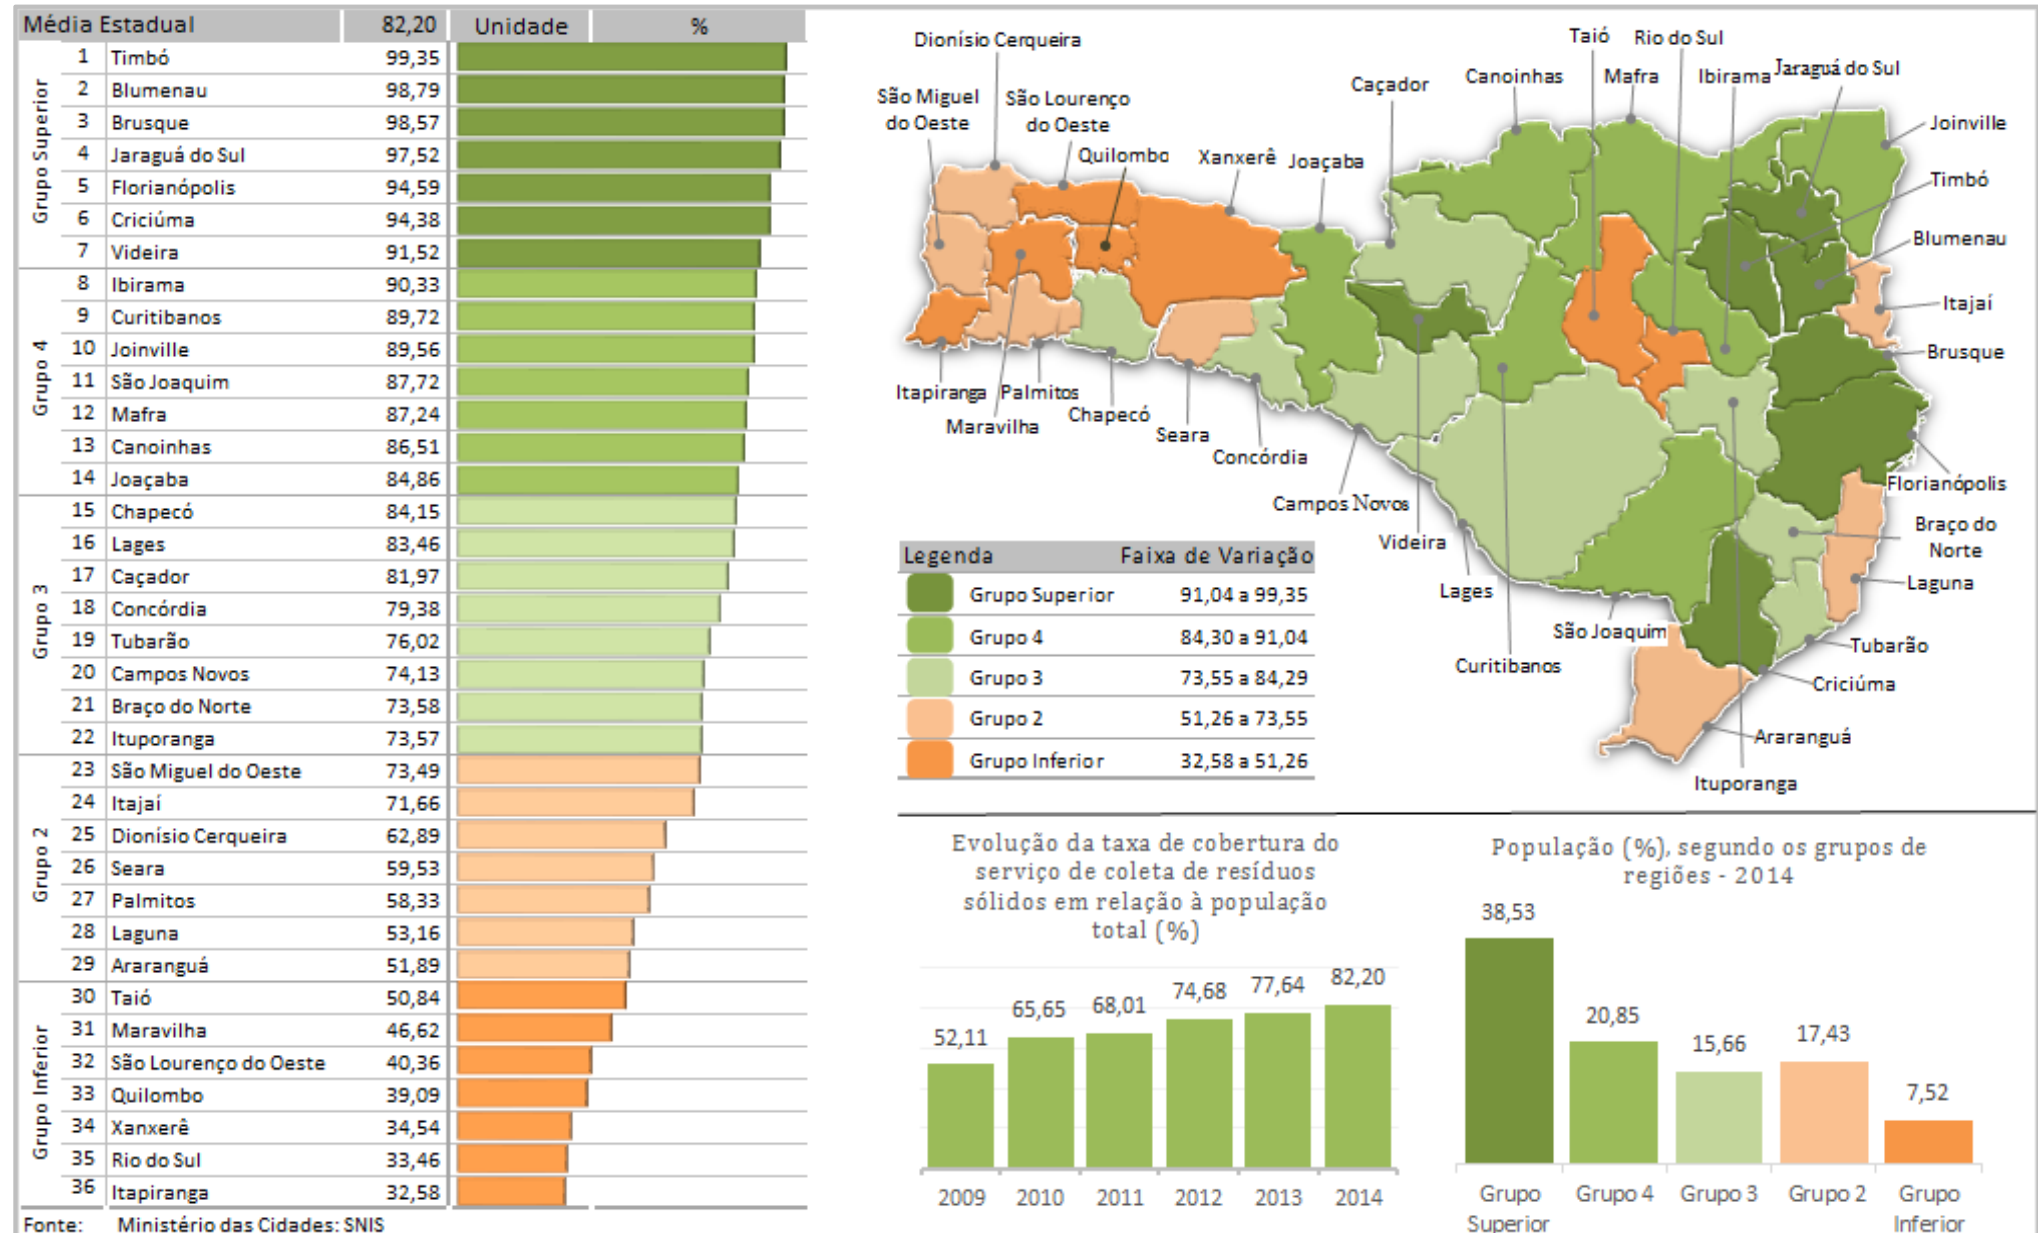 Média Estadual 82,20 Unidade %
Grupo Superior
1 Timbó 99,35
2 Blumenau 98,79
3 Brusque 98,57
4 Jaraguá do Sul 97,52
5 Florianópolis 94,59
6 Criciúma 94,38
7 Videira 91,52
Grupo 4
8 Ibirama 90,33
9 Curitibanos 89,72
10 Joinville 89,56
11 São Joaquim 87,72
12 Mafra 87,24
13 Canoinhas 86,51
14 Joaçaba 84,86
Grupo 3
15 Chapecó 84,15
16 Lages 83,46
17 Caçador 81,97
18 Concórdia 79,38
19 Tubarão 76,02
20 Campos Novos 74,13
21 Braço do Norte 73,58
22 Ituporanga 73,57
Grupo 2
23 São Miguel do Oeste 73,49
24 Itajaí 71,66
25 Dionísio Cerqueira 62,89
26 Seara 59,53
27 Palmitos 58,33
28 Laguna 53,16
29 Araranguá 51,89
Grupo Inferior
30 Taió 50,84
31 Maravilha 46,62
32 São Lourenço do Oeste 40,36
33 Quilombo 39,09
34 Xanxerê 34,54
35 Rio do Sul 33,46
36 Itapiranga 32,58
Fonte: Ministério das Cidades: SNIS
Dionísio Cerqueira
Taió
Rio do Sul
São Miguel
do Oeste
São Lourenço
do Oeste
Quilombo
Xanxerê
Joaçaba
Caçador
Canoinhas
Mafra
Ibirama
Jaraguá do Sul
Joinville
Timbó
Blumenau
Itajaí
Brusque
Florianópolis
Braço do
Norte
Laguna
Tubarão
Criciúma
Araranguá
Ituporanga
São Joaquim
Curitibanos
Lages
Videira
Campos Novos
Concórdia
Seara
Chapecó
Palmitos
Maravilha
Itapiranga
Legenda Faixa de Variação
Grupo Superior 91,04 a 99,35
Grupo 4 84,30 a 91,04
Grupo 3 73,55 a 84,29
Grupo 2 51,26 a 73,55
Grupo Inferior 32,58 a 51,26
Evolução da taxa de cobertura do
serviço de coleta de resíduos
sólidos em relação à população
total (%)
52,11 65,65 68,01 74,68 77,64 82,20
2009 2010 2011 2012 2013 2014
População (%), segundo os grupos de
regiões - 2014
38,53 20,85 15,66 17,43 7,52
Grupo Grupo 4 Grupo 3 Grupo 2 Grupo
Superior Inferior